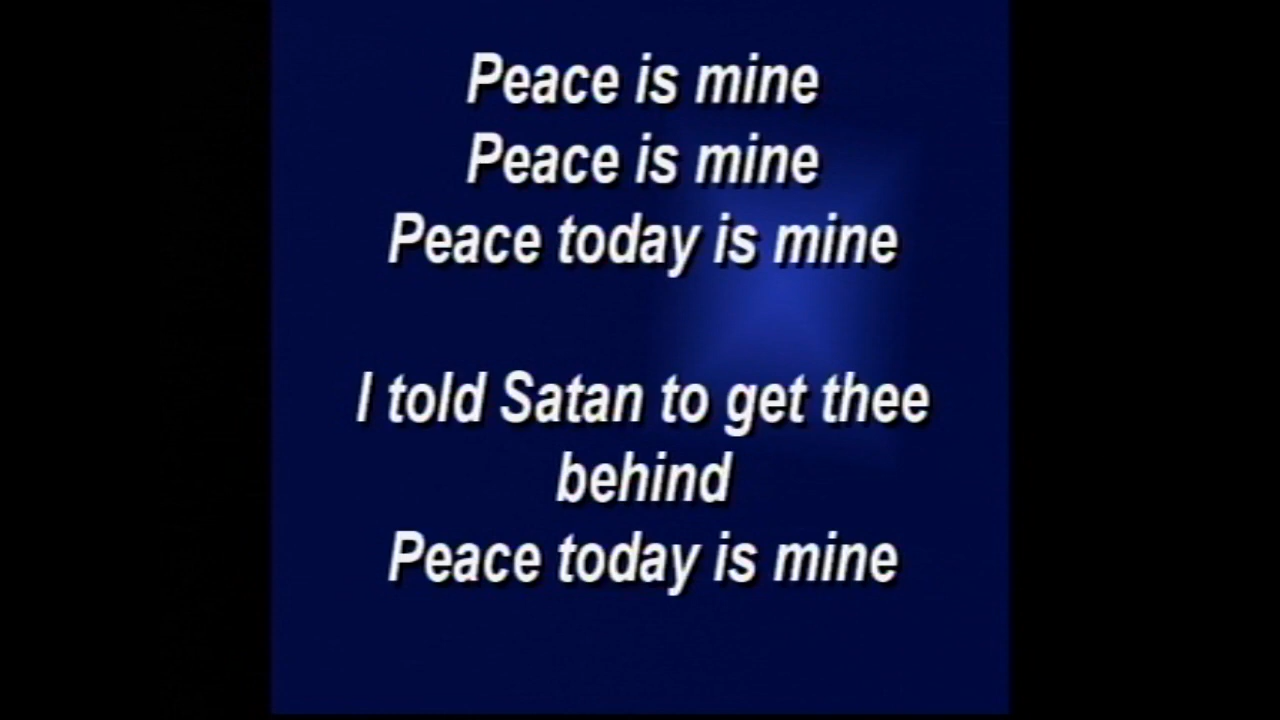 Peace is mine
Peace is mine
Peace today is mine
I told Satan to get thee
behind
Peace today is mine